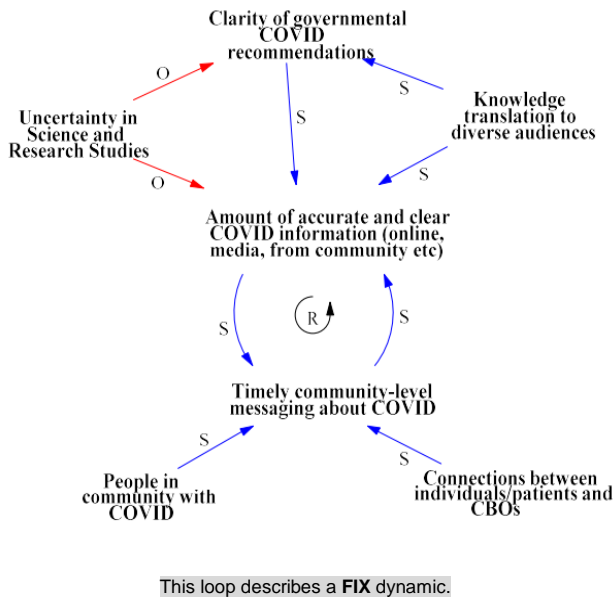 Clarity of governmental
COVID
recommendations
O
S
S
Uncertainty in
Science and
Research Studies
Knowledge
translation to
diverse audiences
O
S
Amount of accurate and clear
COVID information (online,
media, from community etc)
S
R
S
Timely community-level
messaging about COVID
S
S
People in
community with
COVID
Connections between
individuals/patients and
CBOs
This loop describes a FIX dynamic.